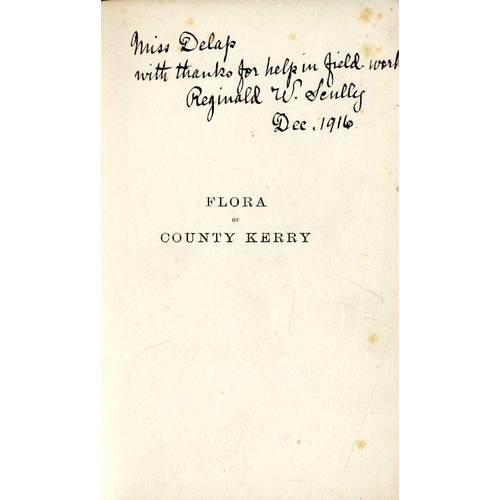 Miss Delap
with thanks for help in field work
Reginald W. Scully
Dec. 1916
FLORA
OF
COUNTY KERRY